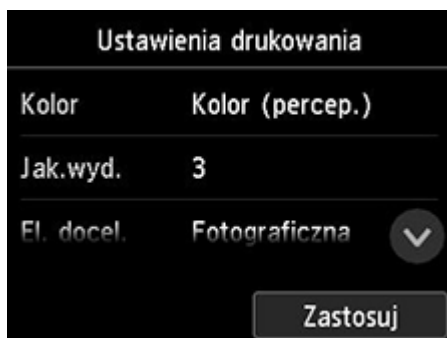 Ustawienia drukowania
Kolor Kolor (percep.)
Jak.wyd. 3
El. docel. Fotograficzna
Zastosuj